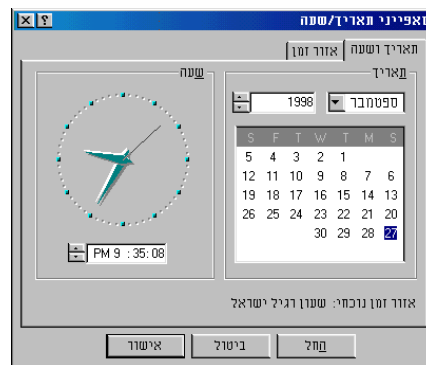 מאפייני תאריך/שעה
תאריך ושעה אזור זמן
תאריך
ספטמבר 1998
S M T W T F S
1 2 3 4 5
6 7 8 9 10 11 12
13 14 15 16 17 18 19
20 21 22 23 24 25 26
27 28 29 30
שעה
PM 9 : 35: 08
אזור זמן נוכחי: שעון רגיל ישראל
החל ביטול אישור